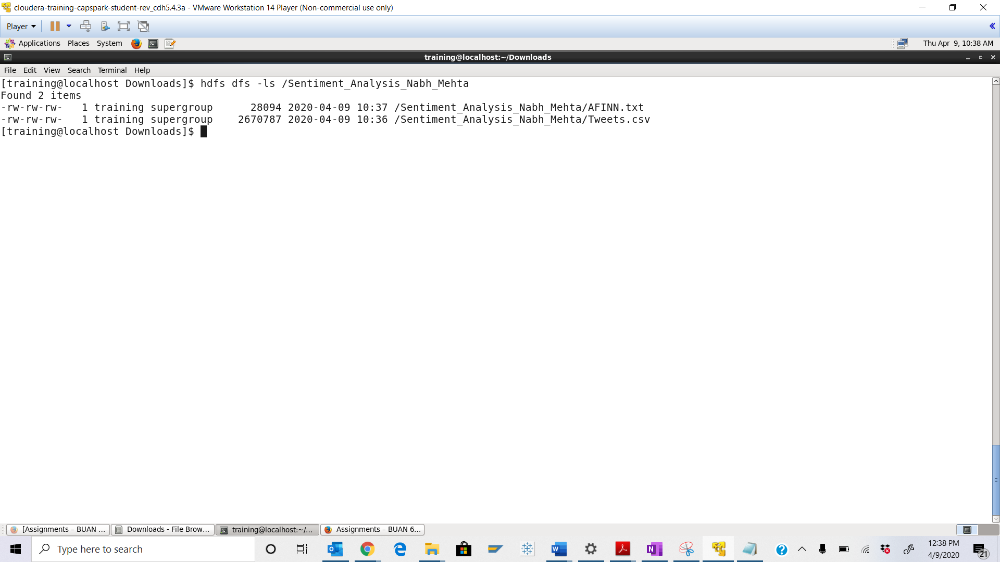 cloudera-training-capspark-student-rev_cdh5.4.3a - VMware Workstation 14 Player (Non-commercial use only)
Player
Applications Places System Thu Apr 9, 10:38 AM
training@localhost:~/Downloads
File Edit View Search Terminal Help
[training@localhost Downloads]$ hdfs dfs -ls /Sentiment_Analysis_Nabh_Mehta
Found 2 items
-rw-rw-rw-   1 training supergroup      28094 2020-04-09 10:37 /Sentiment_Analysis_Nabh_Mehta/AFINN.txt
-rw-rw-rw-   1 training supergroup    2670787 2020-04-09 10:36 /Sentiment_Analysis_Nabh_Mehta/Tweets.csv
[training@localhost Downloads]$
[Assignments – BUAN ... Downloads - File Brow... training@localhost:~/... Assignments – BUAN 6...
Type here to search
12:38 PM
4/9/2020
21